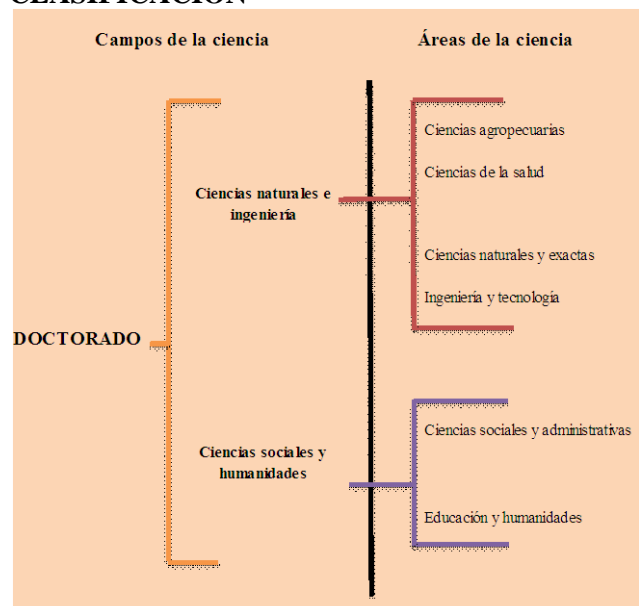 CLASIFICACIÓN
Campos de la ciencia
Áreas de la ciencia
Ciencias agropecuarias
Ciencias de la salud
Ciencias naturales e
ingeniería
Ciencias naturales y exactas
Ingeniería y tecnología
DOCTORADO
Ciencias sociales y administrativas
Ciencias sociales y
humanidades
Educación y humanidades